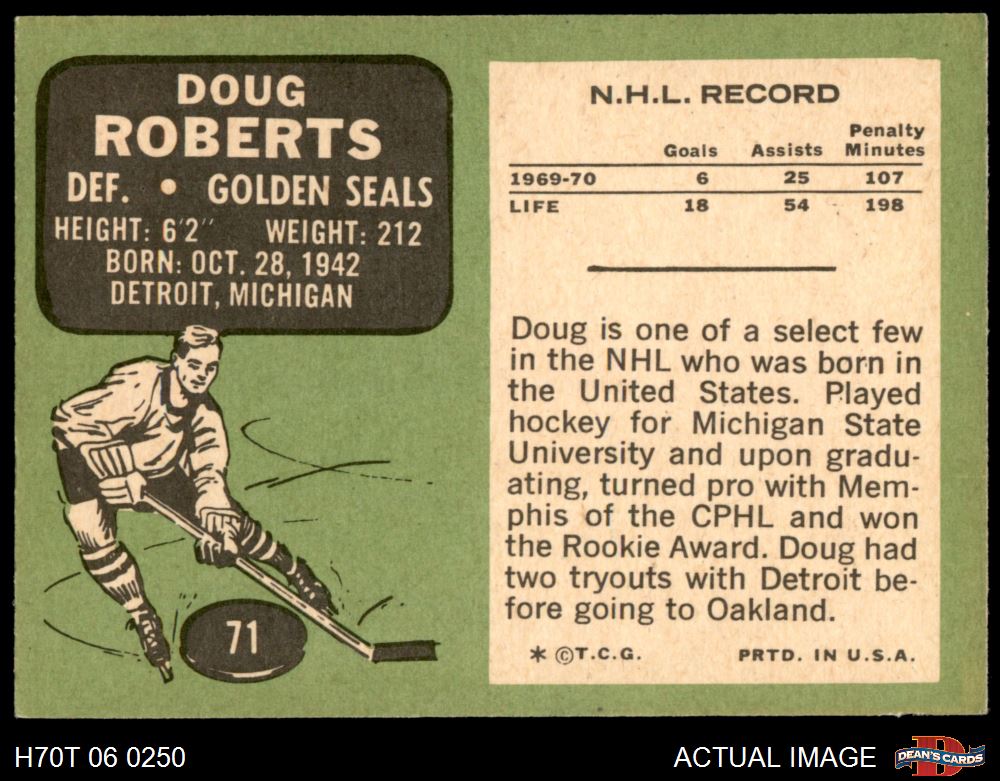 DOUG
ROBERTS
DEF. • GOLDEN SEALS
HEIGHT: 6'2" WEIGHT: 212
BORN: OCT. 28, 1942
DETROIT, MICHIGAN
71
N.H.L. RECORD
Goals Assists Penalty Minutes
1969-70 6 25 107
LIFE 18 54 198
Doug is one of a select few
in the NHL who was born in
the United States. Played
hockey for Michigan State
University and upon gradu-
ating, turned pro with Mem-
phis of the CPHL and won
the Rookie Award. Doug had
two tryouts with Detroit be-
fore going to Oakland.
* ©T.C.G. PRTD. IN U.S.A.
H70T 06 0250
ACTUAL IMAGE
D
DEAN'S CARDS